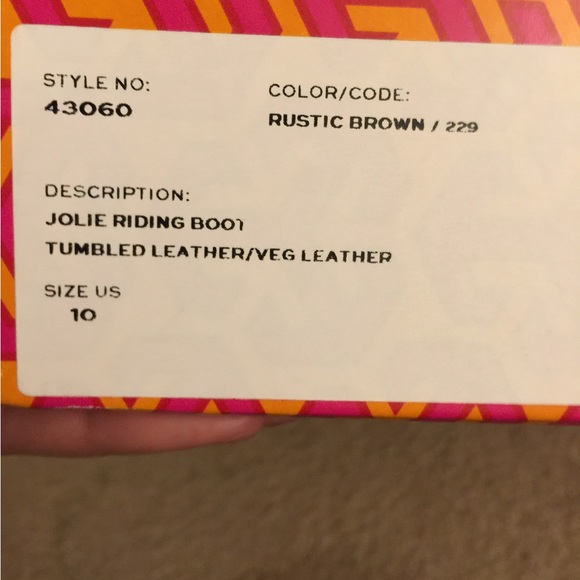 STYLE NO:
43060
COLOR/CODE:
RUSTIC BROWN / 229
DESCRIPTION:
JOLIE RIDING BOOT
TUMBLED LEATHER/VEG LEATHER
SIZE US
10